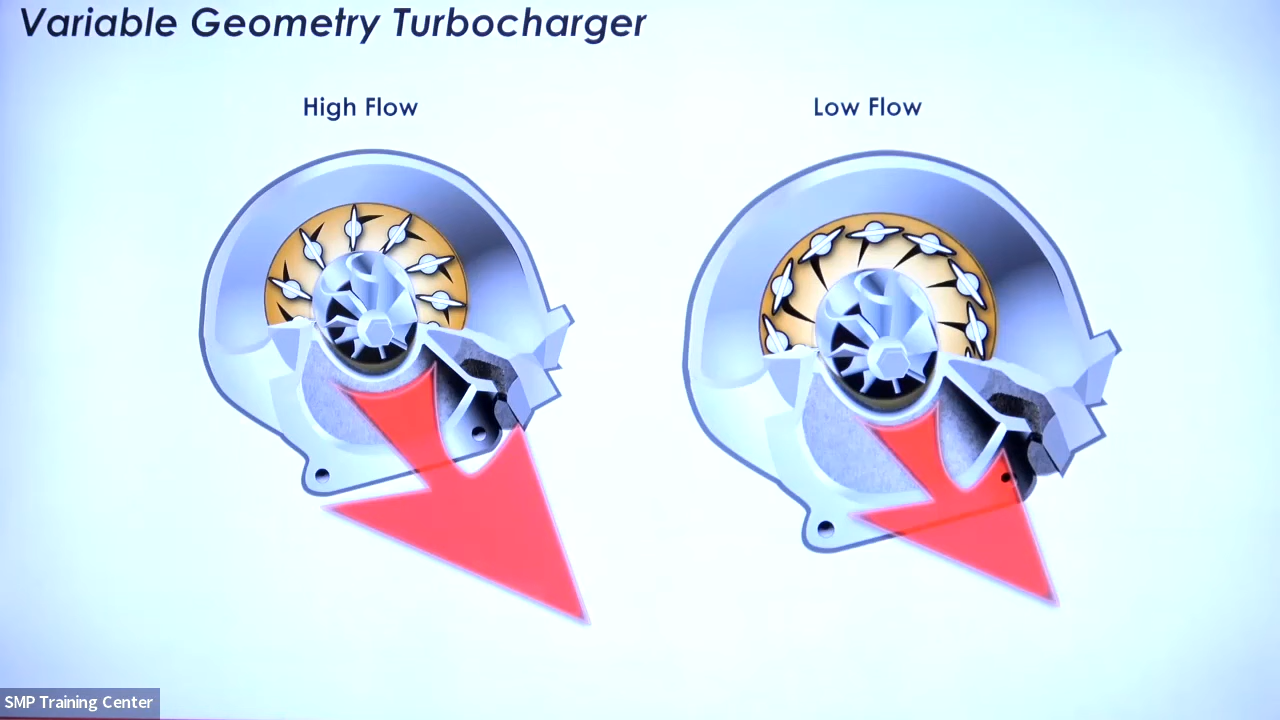 Variable Geometry Turbocharger
High Flow
Low Flow
SMP Training Center